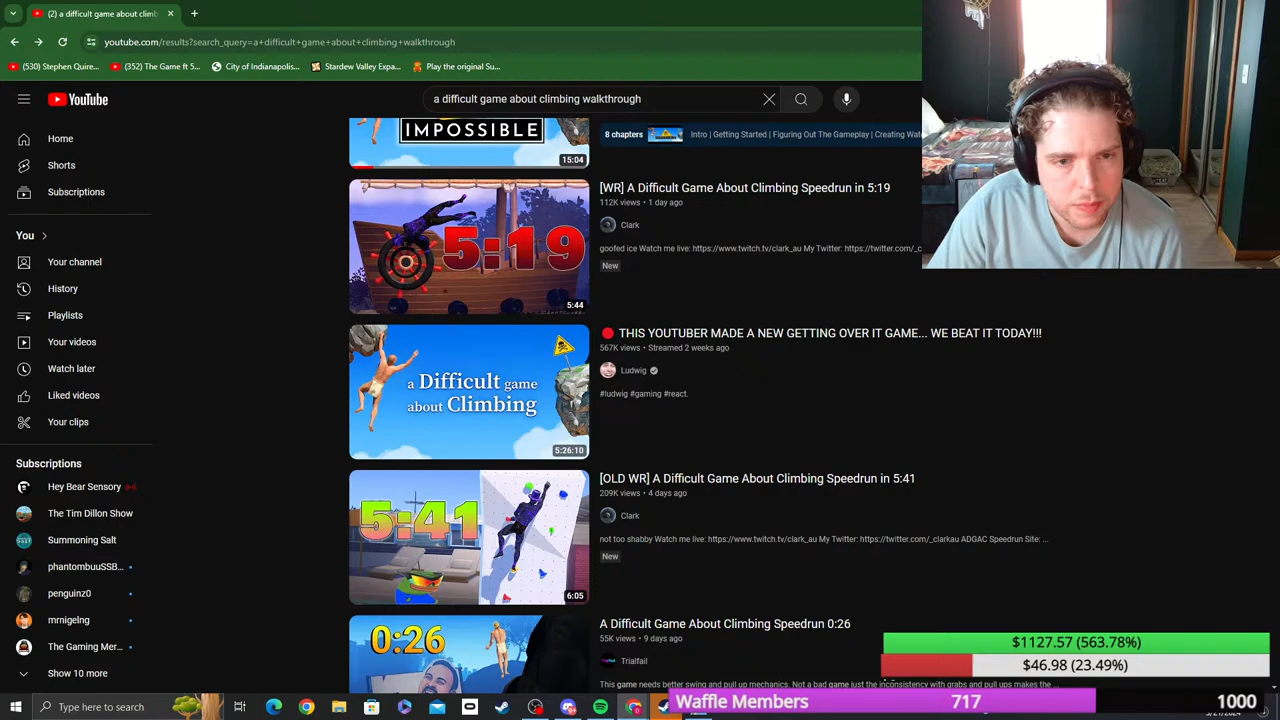 (2) a difficult game about climb
youtube.com/results?search_query=a+difficult+game+about+climbing+walkthrough
(530) Stephen Quire...
(352) The Game ft 5...
City of Indianapolis...
Stardew Valley Expa...
Play the original Su...
YouTube
a difficult game about climbing walkthrough
Home
Shorts
Subscriptions
You
Your channel
History
Playlists
Your videos
Watch later
Liked videos
Your clips
Subscriptions
Hey Bear Sensory
The Tim Dillon Show
Summoning Salt
phantombuuSSB...
penguinz0
mrnigelng
The Gaming Mer...
Show 10 more
IMPOSSIBLE
15:04
8 chapters
Intro | Getting Started | Figuring Out The Gameplay | Creating Wat
5:19
5:44
[WR] A Difficult Game About Climbing Speedrun in 5:19
112K views • 1 day ago
Clark
goofed ice Watch me live: https://www.twitch.tv/clark_au My Twitter: https://twitter.com/_c
New
a Difficult game
about Climbing
5:26:10
THIS YOUTUBER MADE A NEW GETTING OVER IT GAME... WE BEAT IT TODAY!!!
567K views • Streamed 2 weeks ago
Ludwig
#ludwig #gaming #react.
5:41
6:05
[OLD WR] A Difficult Game About Climbing Speedrun in 5:41
209K views • 4 days ago
Clark
not too shabby Watch me live: https://www.twitch.tv/clark_au My Twitter: https://twitter.com/_clarkau ADGAC Speedrun Site: ...
New
0:26
A Difficult Game About Climbing Speedrun 0:26
55K views • 9 days ago
Trialfail
This game needs better swing and pull up mechanics. Not a bad game just the inconsistency with grabs and pull ups makes the ...
$1127.57 (563.78%)
$46.98 (23.49%)
Waffle Members 717 1000
Type here to search